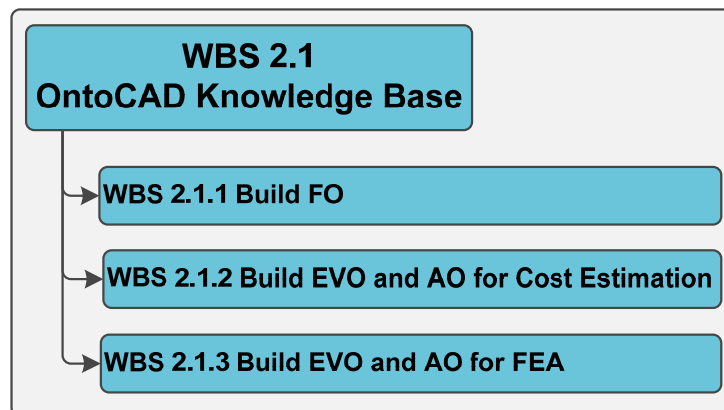 WBS 2.1
OntoCAD Knowledge Base
WBS 2.1.1 Build FO
WBS 2.1.2 Build EVO and AO for Cost Estimation
WBS 2.1.3 Build EVO and AO for FEA